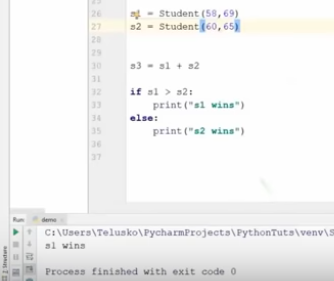 25
26 s1 = Student(58,69)
27 s2 = Student(60,65)
28
29
30 s3 = s1 + s2
31
32 if s1 > s2:
33 print("s1 wins")
34 else:
35 print("s2 wins")
36
37
Run: demo
C:\Users\Telusko\PycharmProjects\PythonTuts\venv\S
s1 wins
Process finished with exit code 0
Z: Structure